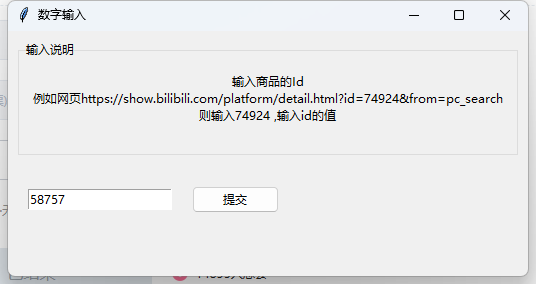 数字输入
输入说明
输入商品的Id
例如网页https://show.bilibili.com/platform/detail.html?id=74924&from=pc_search
则输入74924 ,输入id的值
58757
提交